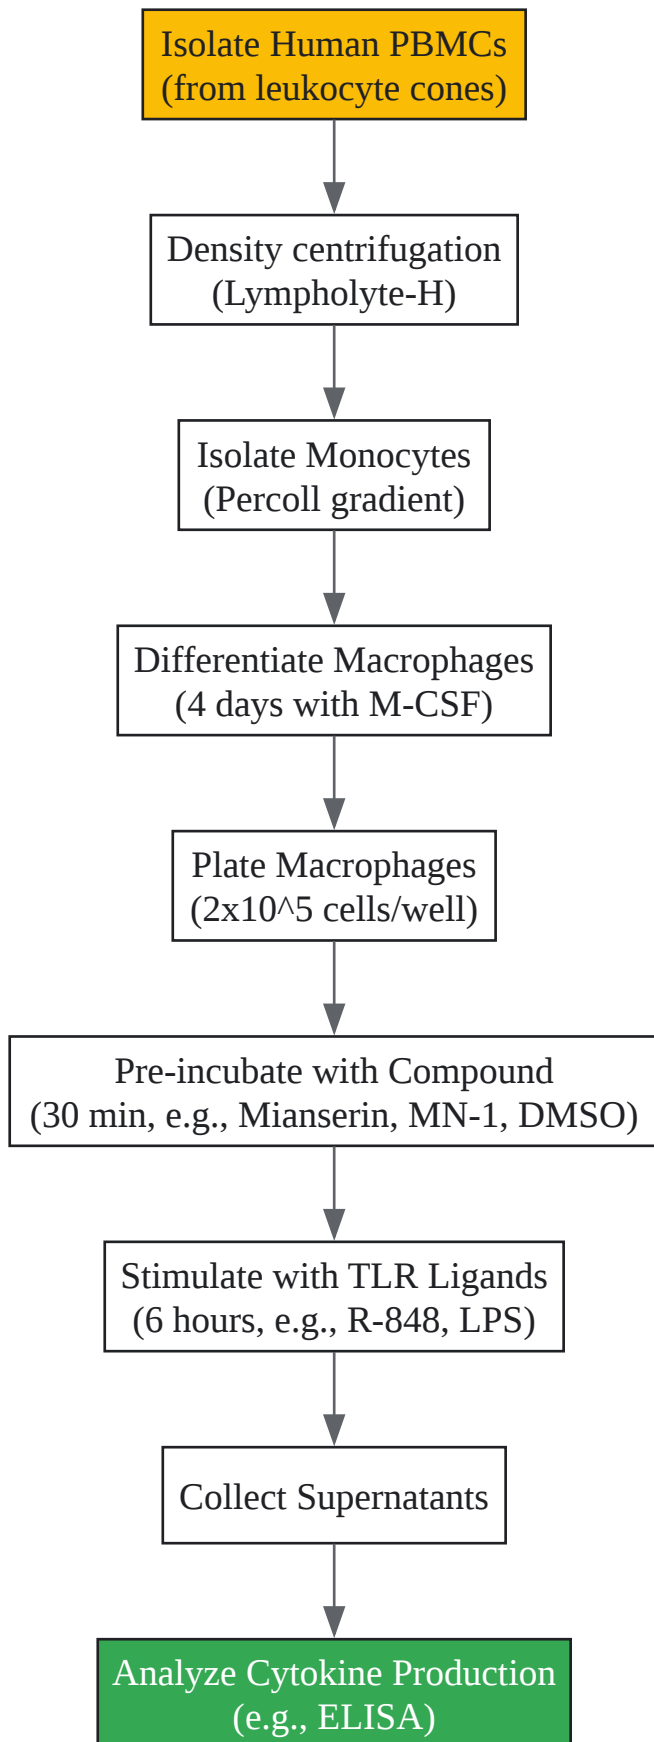 Isolate Human PBMCs
(from leukocyte cones)
Density centrifugation
(Lympholyte-H)
Isolate Monocytes
(Percoll gradient)
Differentiate Macrophages
(4 days with M-CSF)
Plate Macrophages
(2x10^5 cells/well)
Pre-incubate with Compound
(30 min, e.g., Mianserin, MN-1, DMSO)
Stimulate with TLR Ligands
(6 hours, e.g., R-848, LPS)
Collect Supernatants
Analyze Cytokine Production
(e.g., ELISA)